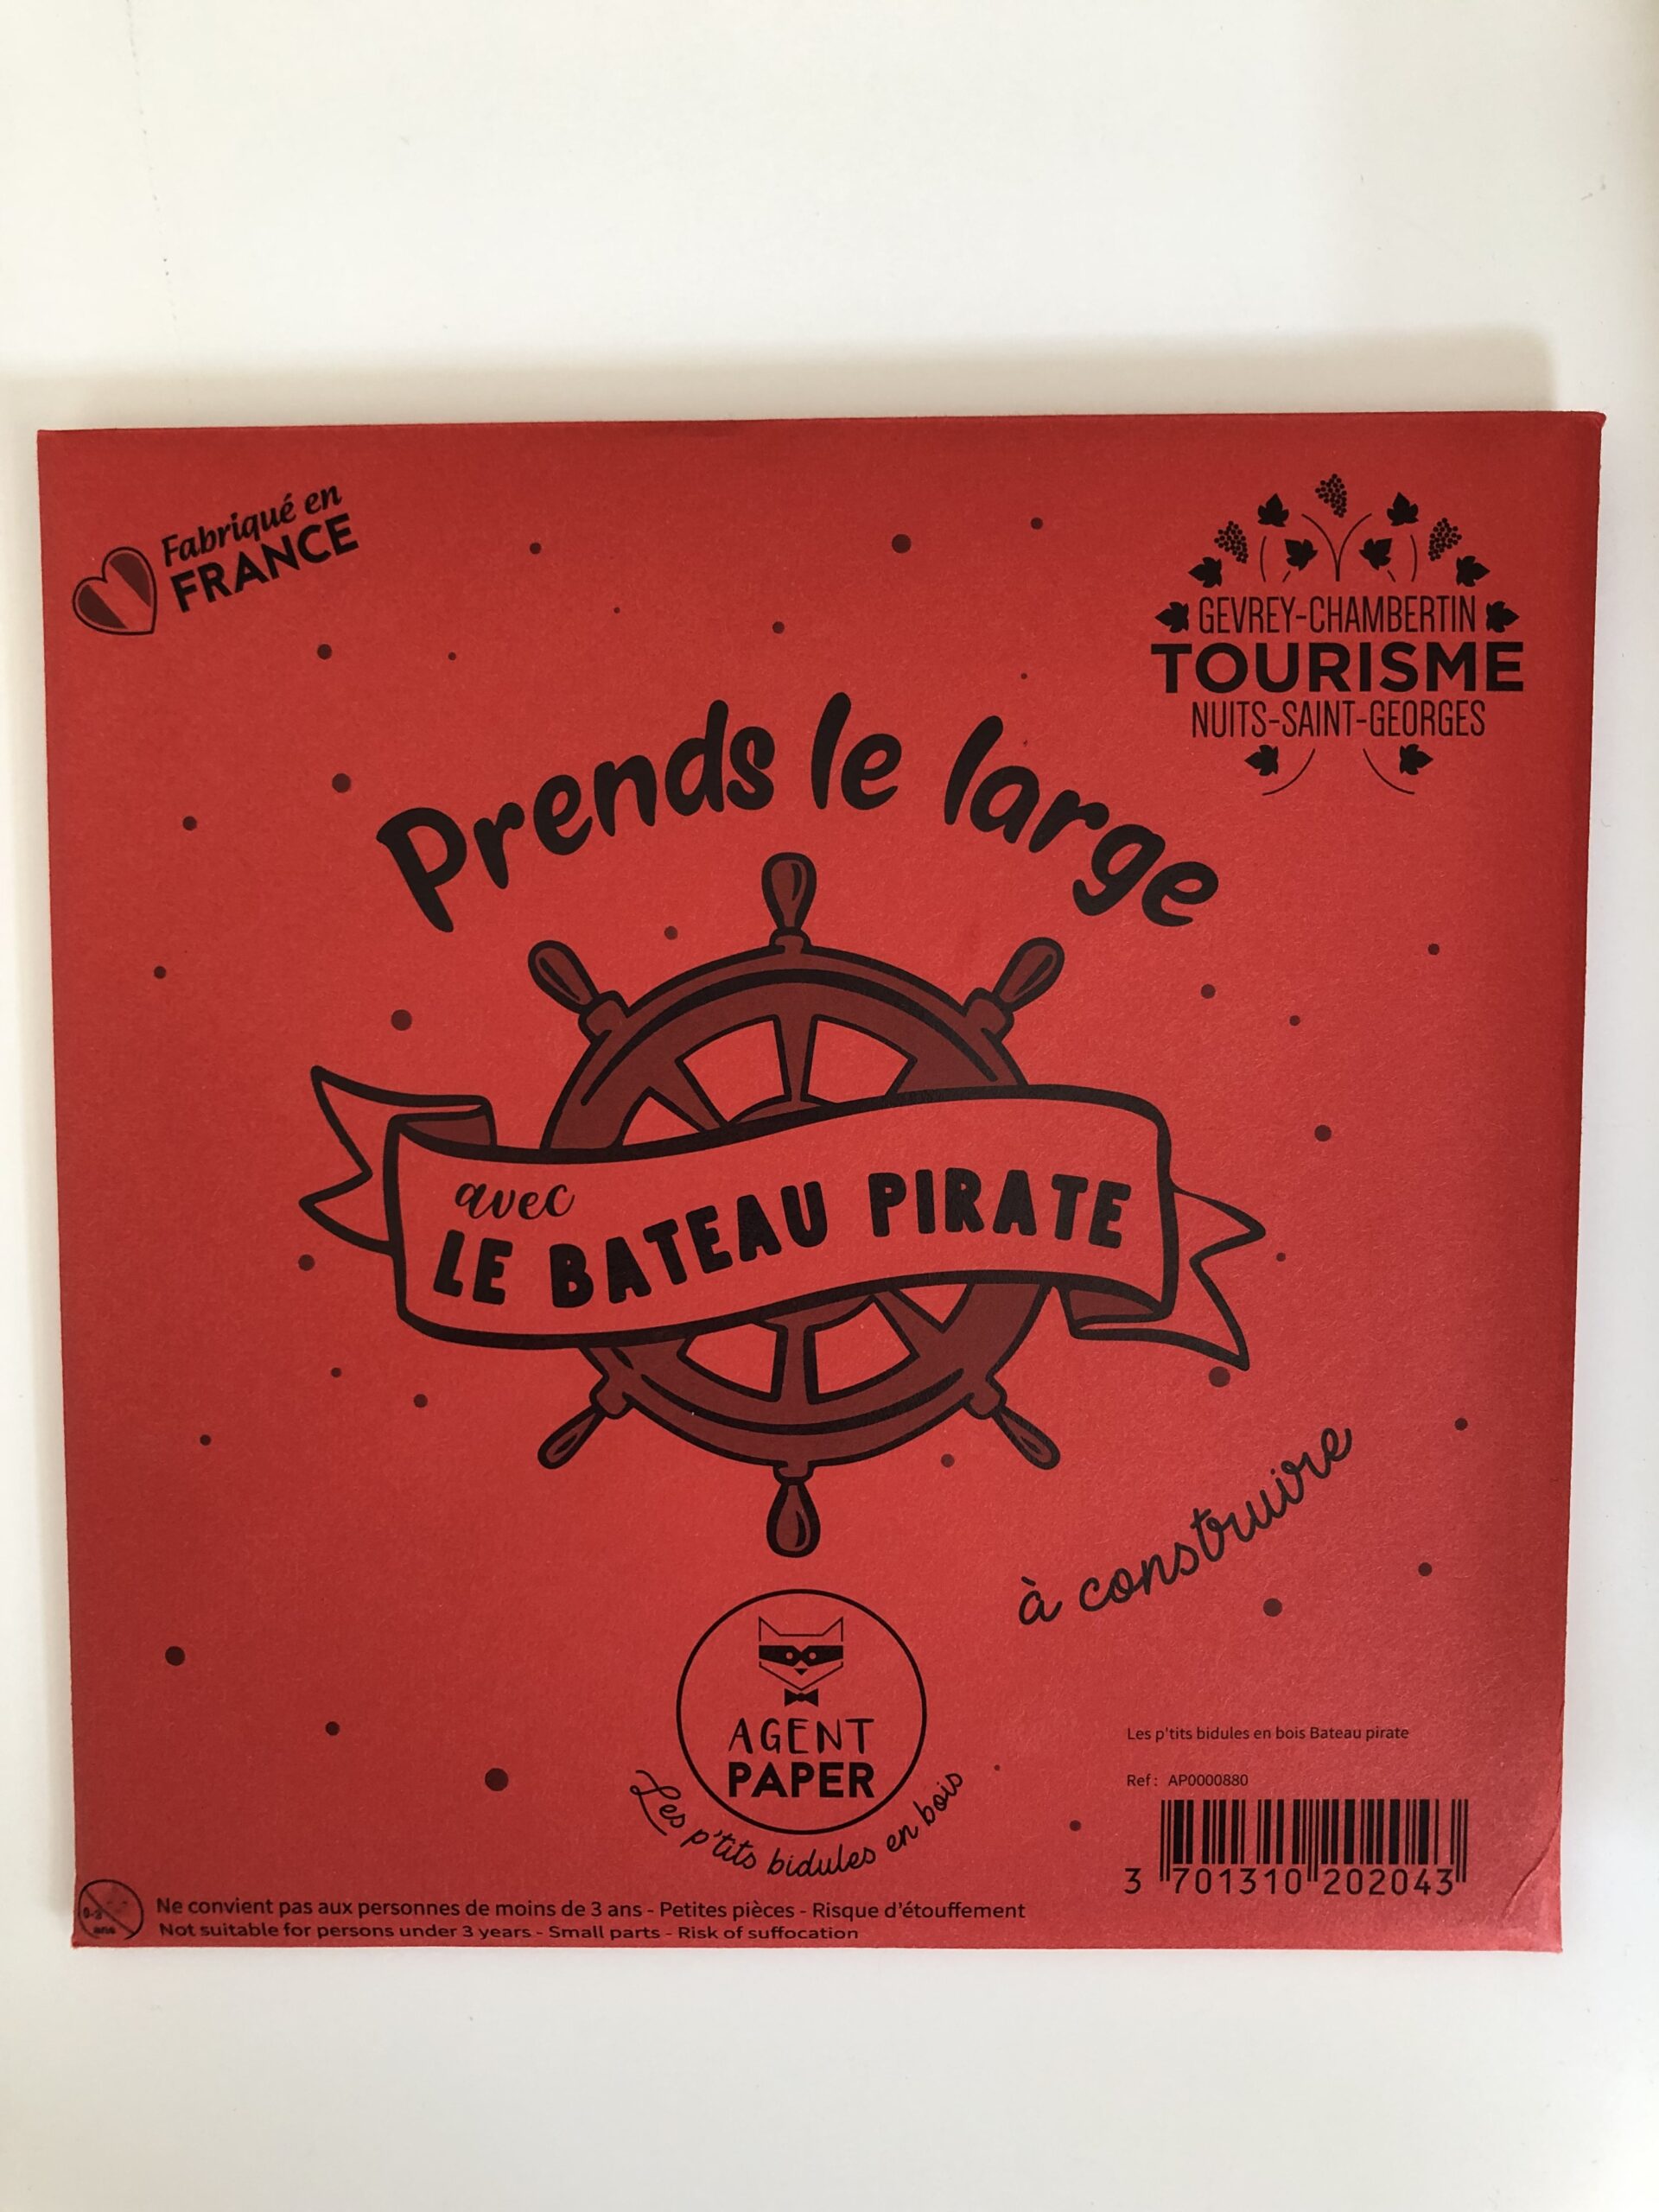 Fabriqué en
FRANCE
GEVREY-CHAMBERTIN
TOURISME
NUITS-SAINT-GEORGES
Prends le large
avec
LE BATEAU PIRATE
à construire
AGENT
PAPER
Les p'tits bidules en bois
Les p'tits bidules en bois Bateau pirate
Ref : AP0000880
3 701310 202043
0-3
ans
Ne convient pas aux personnes de moins de 3 ans - Petites pièces - Risque d'étouffement
Not suitable for persons under 3 years - Small parts - Risk of suffocation